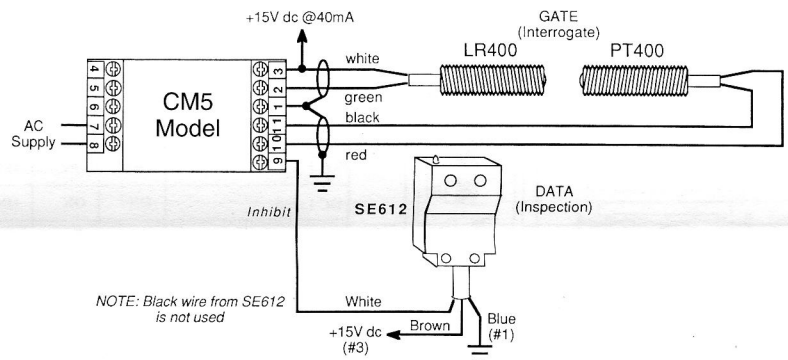 +15V dc @40mA
GATE
(Interrogate)
LR400
PT400
white
green
black
red
4
5
6
7
8
CM5
Model
3
2
1
11
10
9
AC
Supply
Inhibit
SE612
DATA
(Inspection)
NOTE: Black wire from SE612
is not used
White
+15V dc
(#3)
Brown
Blue
(#1)